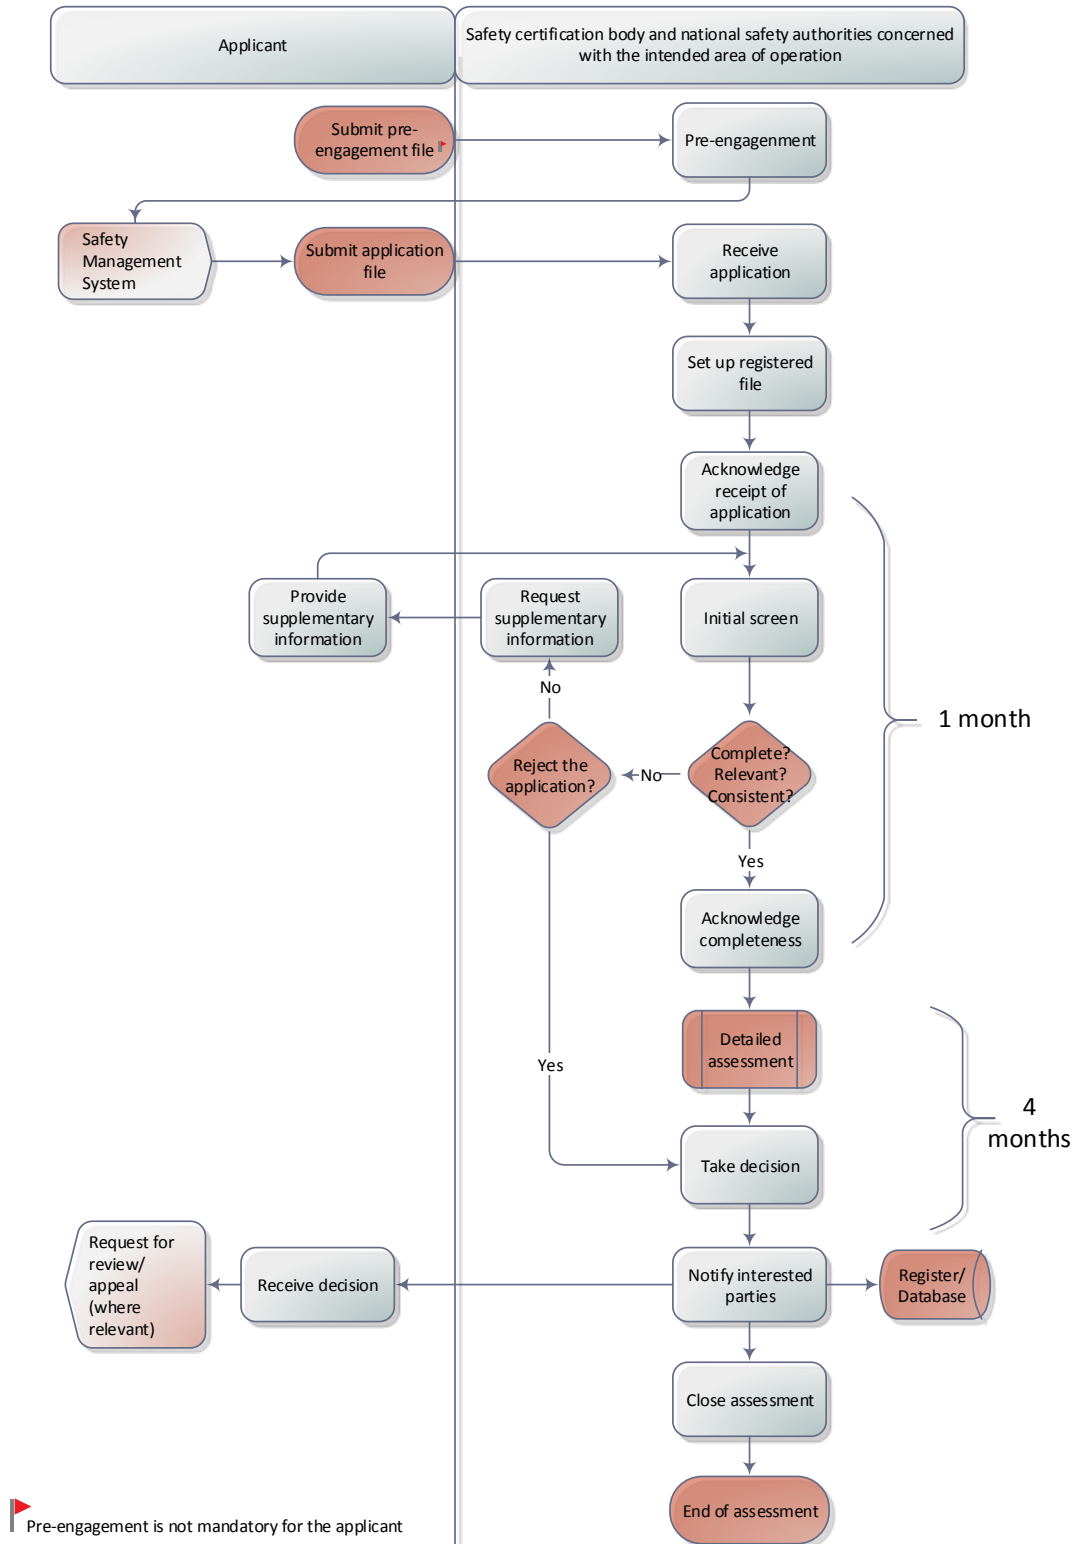 Applicant
Safety certification body and national safety authorities concerned
with the intended area of operation
Submit pre-
engagement file
Pre-engagenment
Safety
Management
System
Submit application
file
Receive
application
Set up registered
file
Acknowledge
receipt of
application
Provide
supplementary
information
Request
supplementary
information
Initial screen
No
1 month
Reject the
application?
No
Complete?
Relevant?
Consistent?
Yes
Acknowledge
completeness
Detailed
assessment
Yes
4
months
Take decision
Request for
review/
appeal
(where
relevant)
Receive decision
Notify interested
parties
Register/
Database
Close assessment
End of assessment
Pre-engagement is not mandatory for the applicant